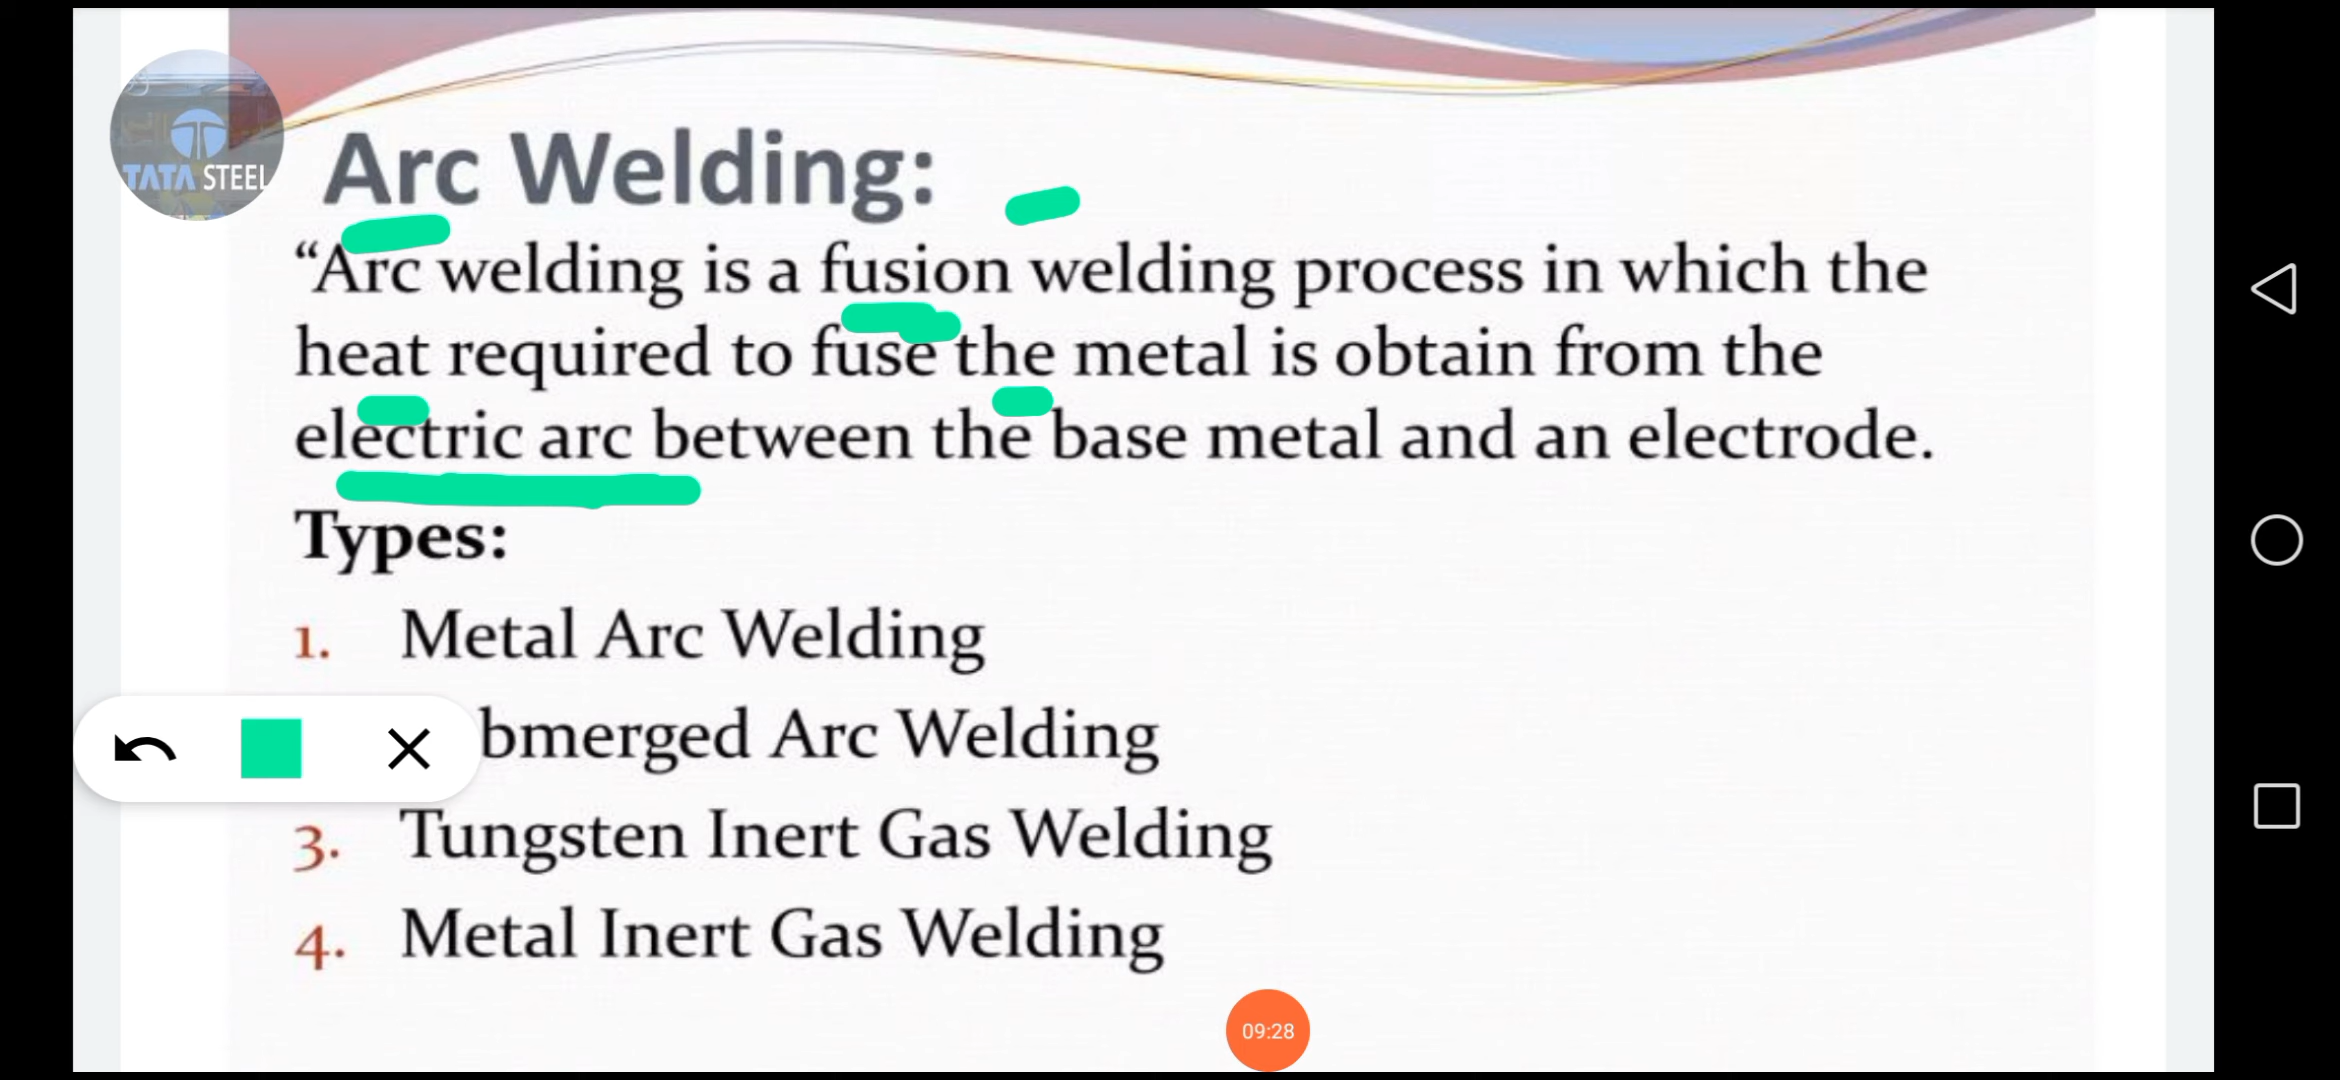 TATA STEEL
Arc Welding:
“Arc welding is a fusion welding process in which the
heat required to fuse the metal is obtain from the
electric arc between the base metal and an electrode.
Types:
1. Metal Arc Welding
bmerged Arc Welding
3. Tungsten Inert Gas Welding
4. Metal Inert Gas Welding
09:28